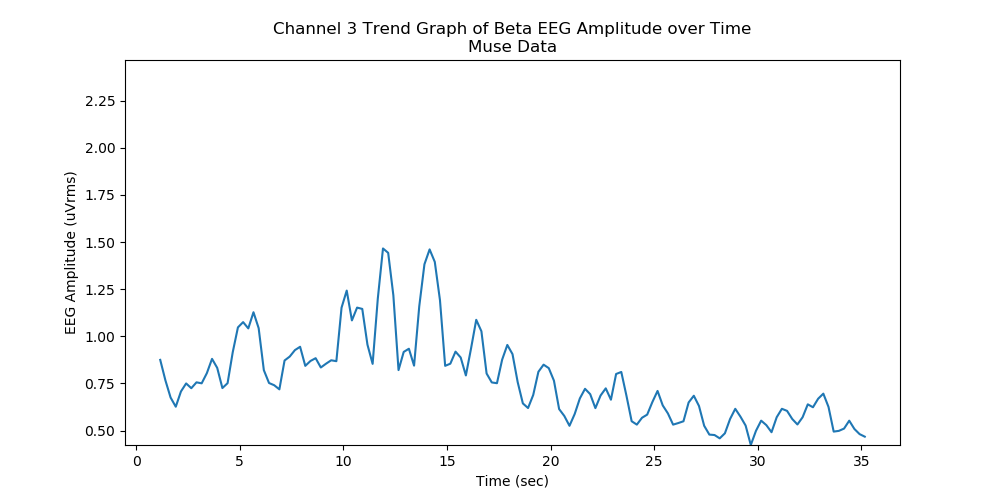 Channel 3 Trend Graph of Beta EEG Amplitude over Time
Muse Data
EEG Amplitude (uVrms)
2.25
2.00
1.75
1.50
1.25
1.00
0.75
0.50
0 5 10 15 20 25 30 35
Time (sec)